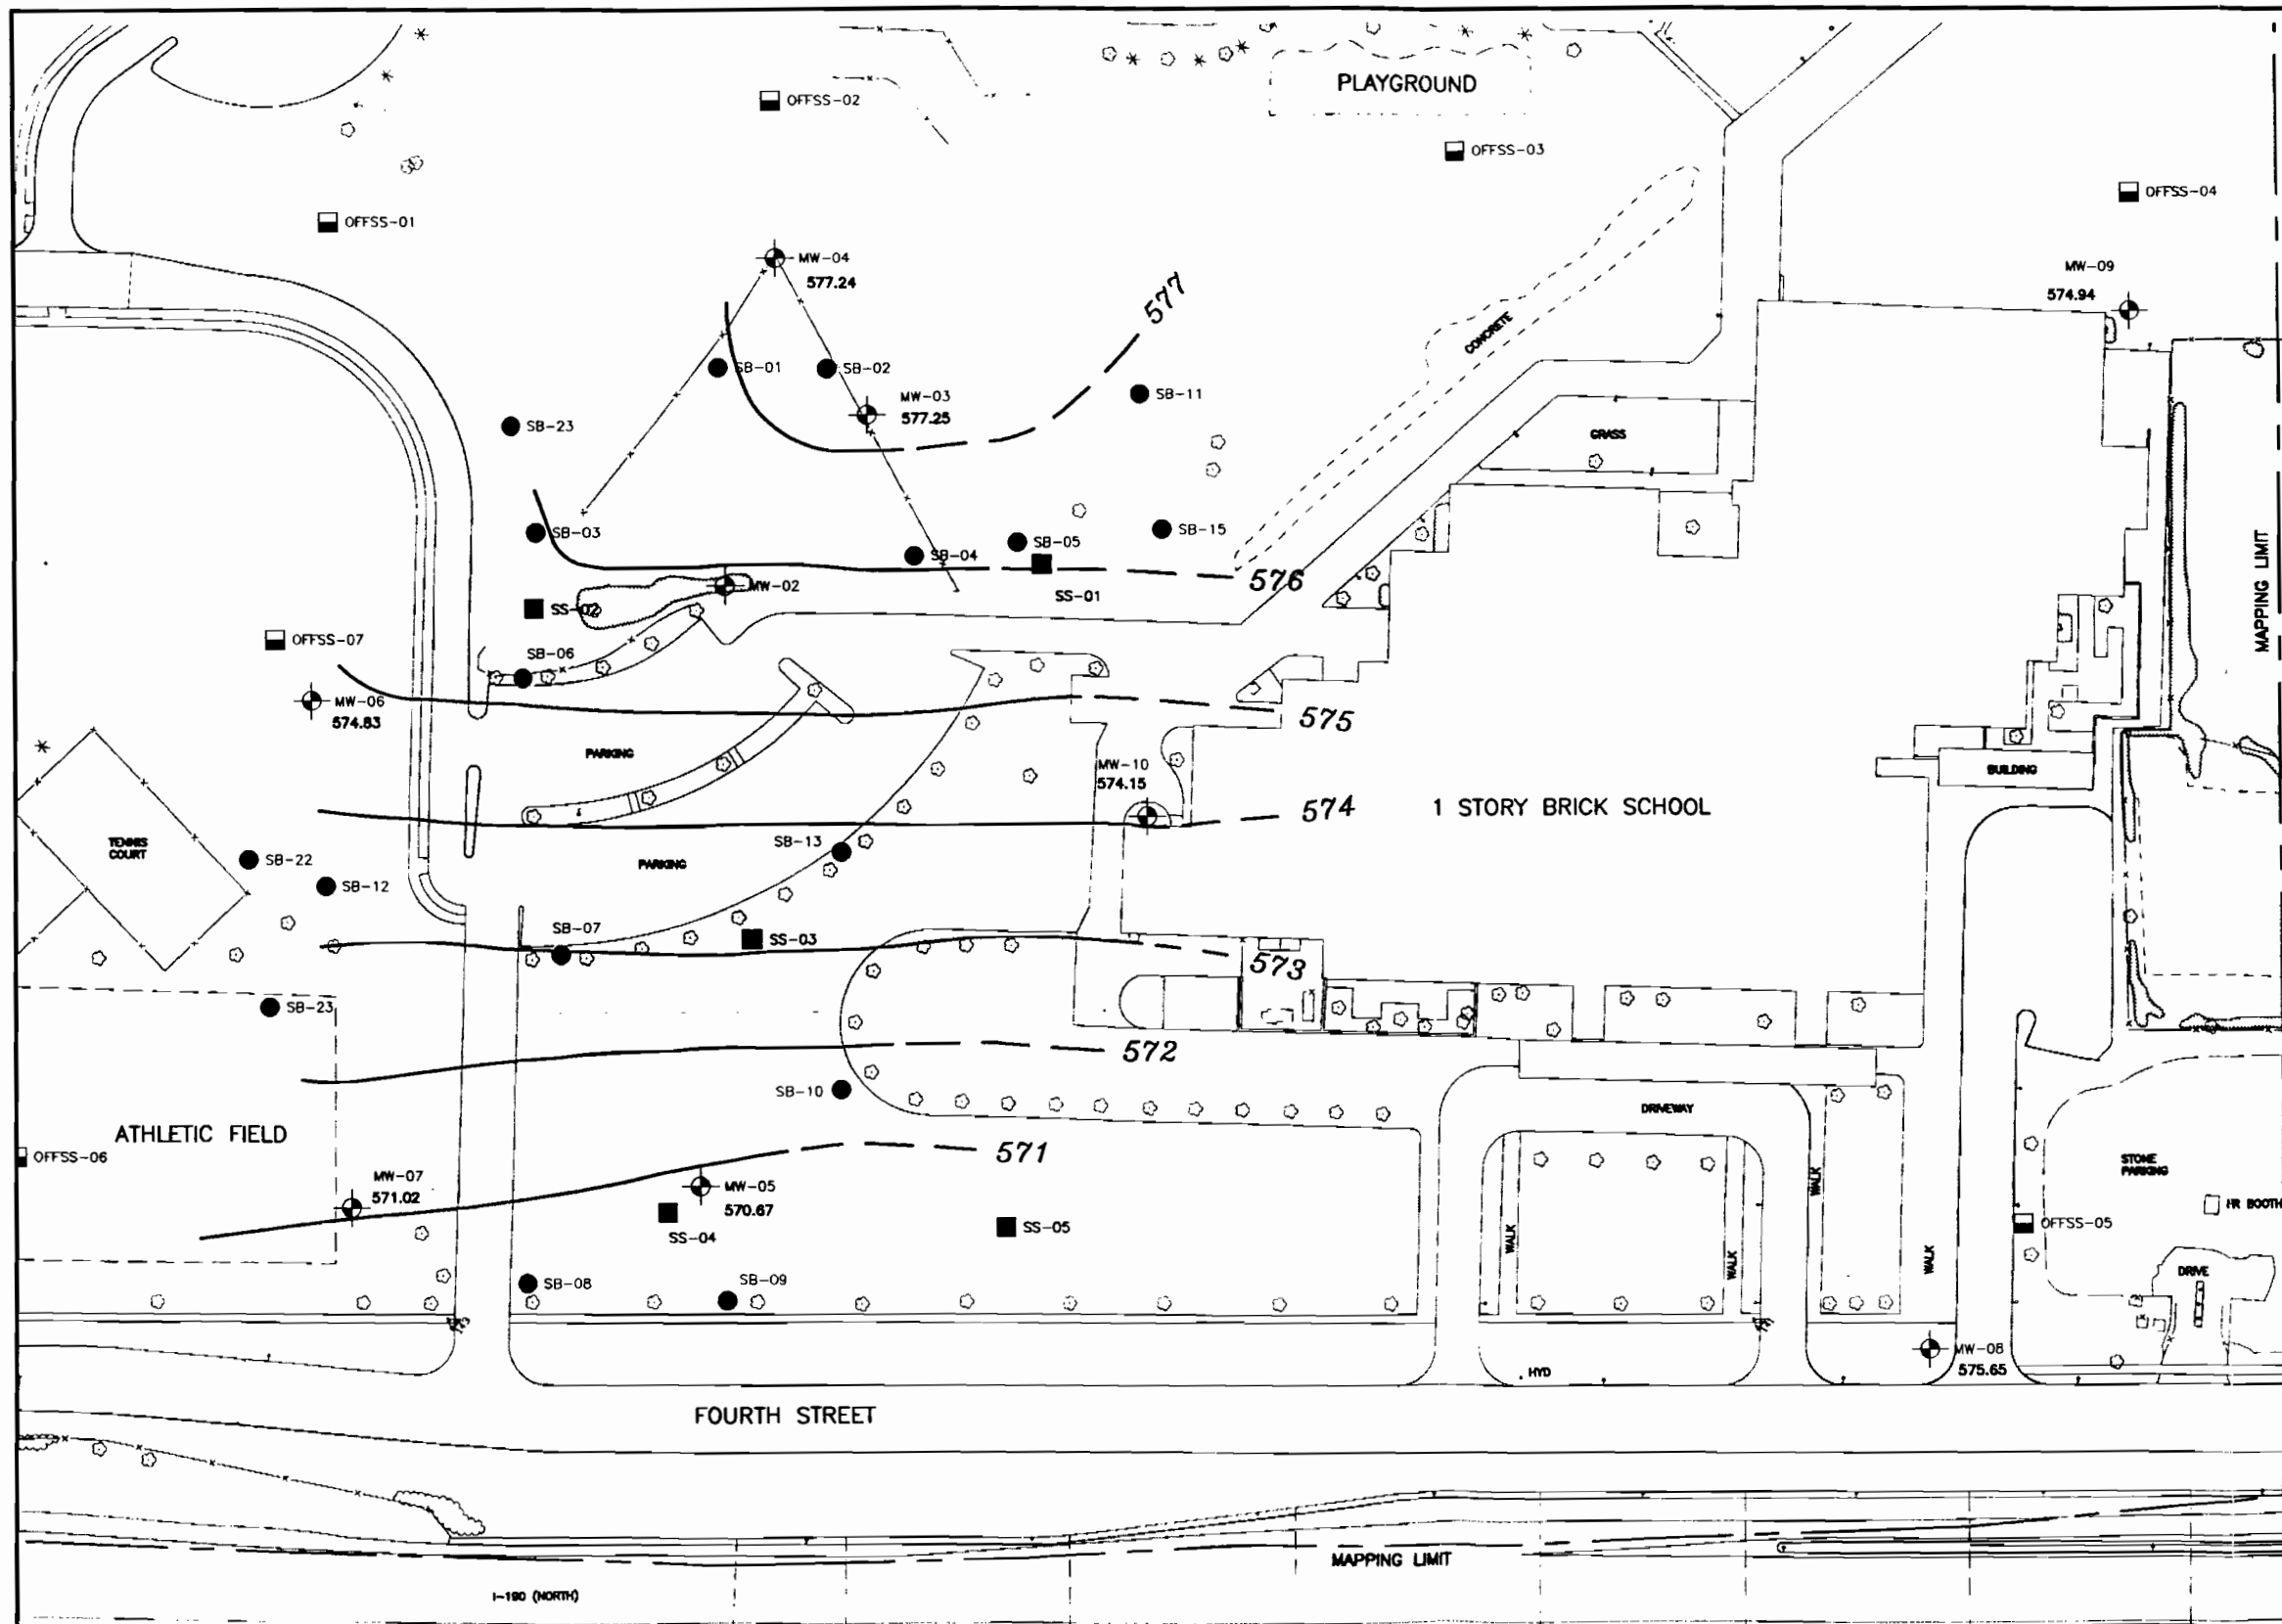 OFFSS-02
PLAYGROUND
OFFSS-03
OFFSS-04
OFFSS-01
MW-04
577.24
577
MW-09
574.94
CONCRETE
SB-01
SB-02
MW-03
577.25
SB-11
SB-23
GRASS
SB-03
SB-04
SB-05
SB-15
MAPPING LIMIT
MW-02
576
SS-01
SS-02
OFFSS-07
SB-06
MW-06
574.83
575
PARKING
MW-10
574.15
BUILDING
574
1 STORY BRICK SCHOOL
TENNIS
COURT
SB-22
SB-13
PARKING
SB-12
SB-07
SS-03
573
SB-23
572
SB-10
DRIVEWAY
ATHLETIC FIELD
571
OFFSS-06
STONE
PARKING
MW-07
571.02
MW-05
570.67
WALK
HR BOOTH
SS-04
SS-05
OFFSS-05
WALK
WALK
WALK
SB-08
SB-09
DRIVE
MW-08
575.65
HYD
FOURTH STREET
MAPPING LIMIT
I-190 (NORTH)